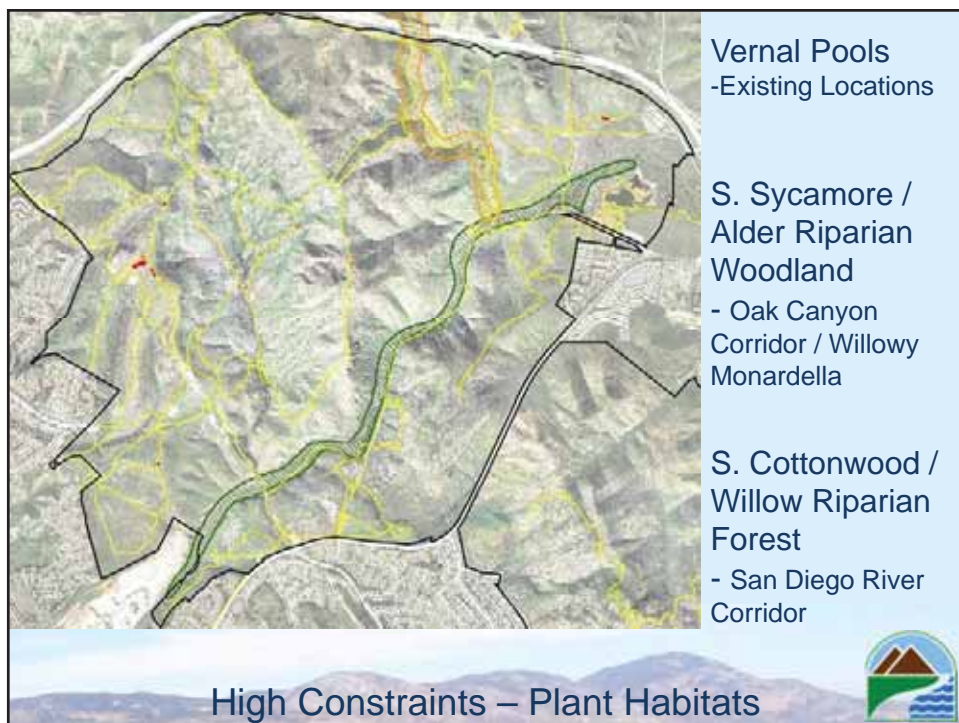 Vernal Pools
-Existing Locations
S. Sycamore /
Alder Riparian
Woodland
- Oak Canyon
Corridor / Willowy
Monardella
S. Cottonwood /
Willow Riparian
Forest
- San Diego River
Corridor
High Constraints – Plant Habitats